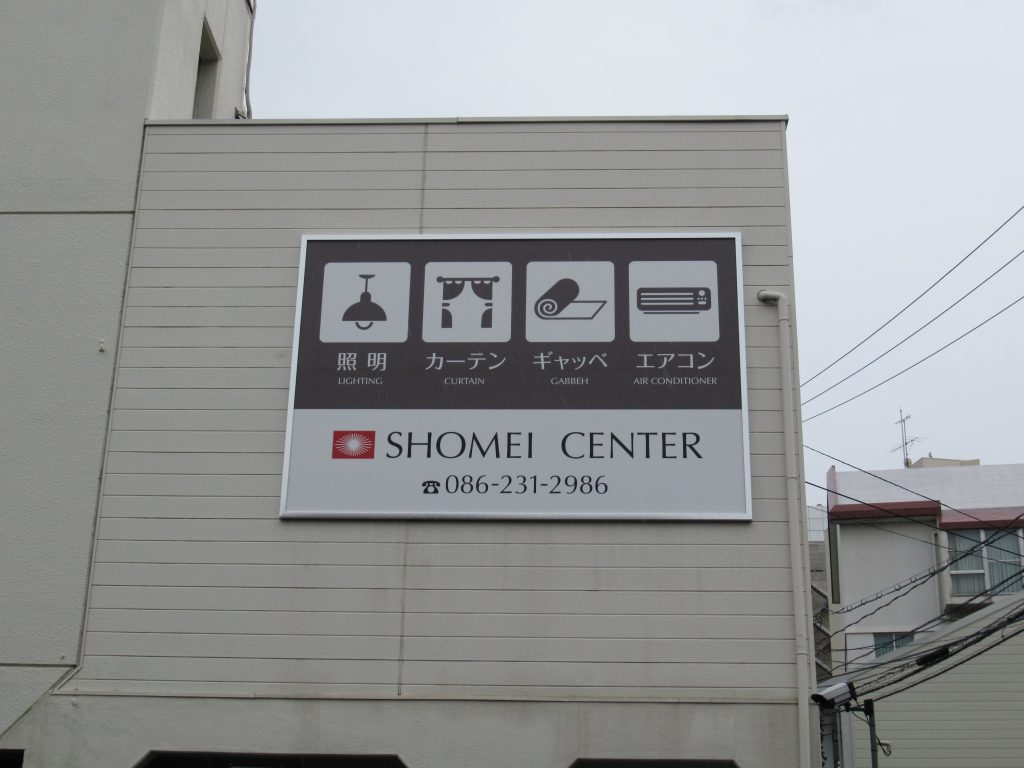 照明 カーテン ギャッベ エアコン
LIGHTING CURTAIN GABBEH AIR CONDITIONER
SHOMEI CENTER
☎086-231-2986